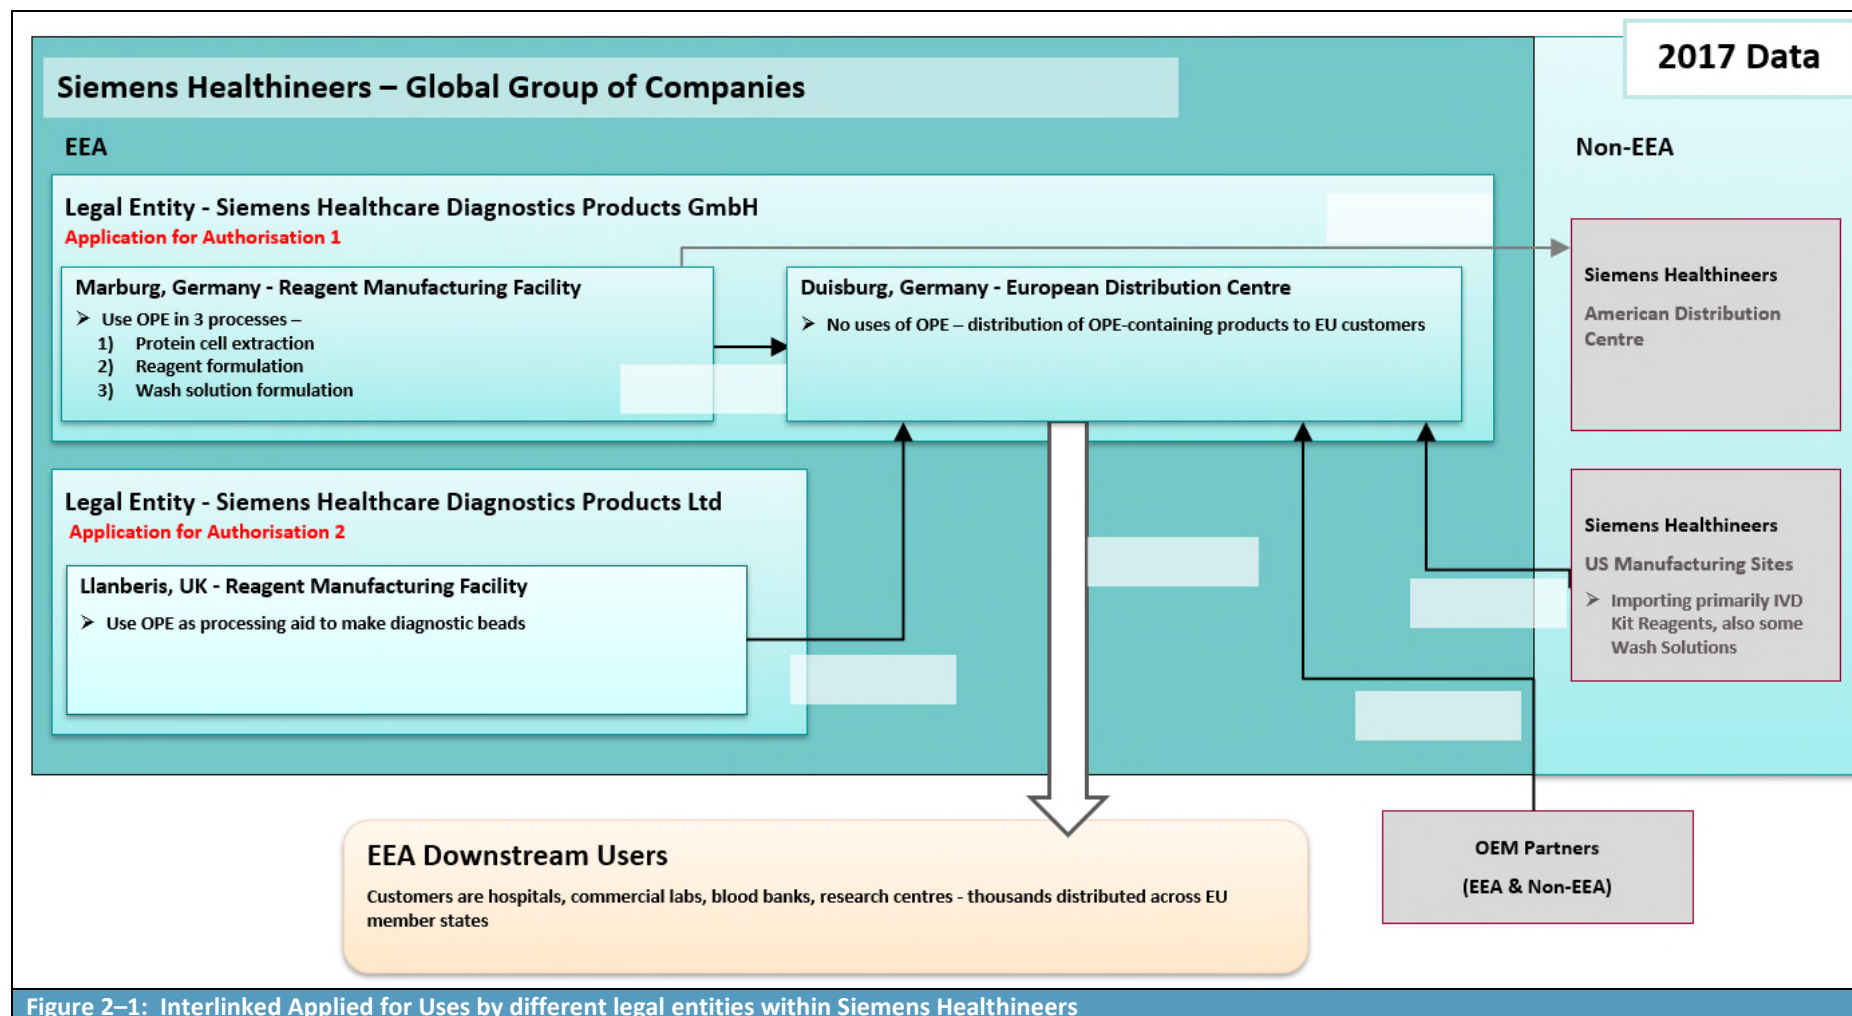 2017 Data
Siemens Healthineers – Global Group of Companies
EEA
Non-EEA
Legal Entity - Siemens Healthcare Diagnostics Products GmbH
Application for Authorisation 1
Marburg, Germany - Reagent Manufacturing Facility
➢ Use OPE in 3 processes –
1) Protein cell extraction
2) Reagent formulation
3) Wash solution formulation
Duisburg, Germany - European Distribution Centre
➢ No uses of OPE – distribution of OPE-containing products to EU customers
Siemens Healthineers
American Distribution
Centre
Legal Entity - Siemens Healthcare Diagnostics Products Ltd
Application for Authorisation 2
Llanberis, UK - Reagent Manufacturing Facility
➢ Use OPE as processing aid to make diagnostic beads
Siemens Healthineers
US Manufacturing Sites
➢ Importing primarily IVD
Kit Reagents, also some
Wash Solutions
EEA Downstream Users
Customers are hospitals, commercial labs, blood banks, research centres - thousands distributed across EU
member states
OEM Partners
(EEA & Non-EEA)
Figure 2–1: Interlinked Applied for Uses by different legal entities within Siemens Healthineers